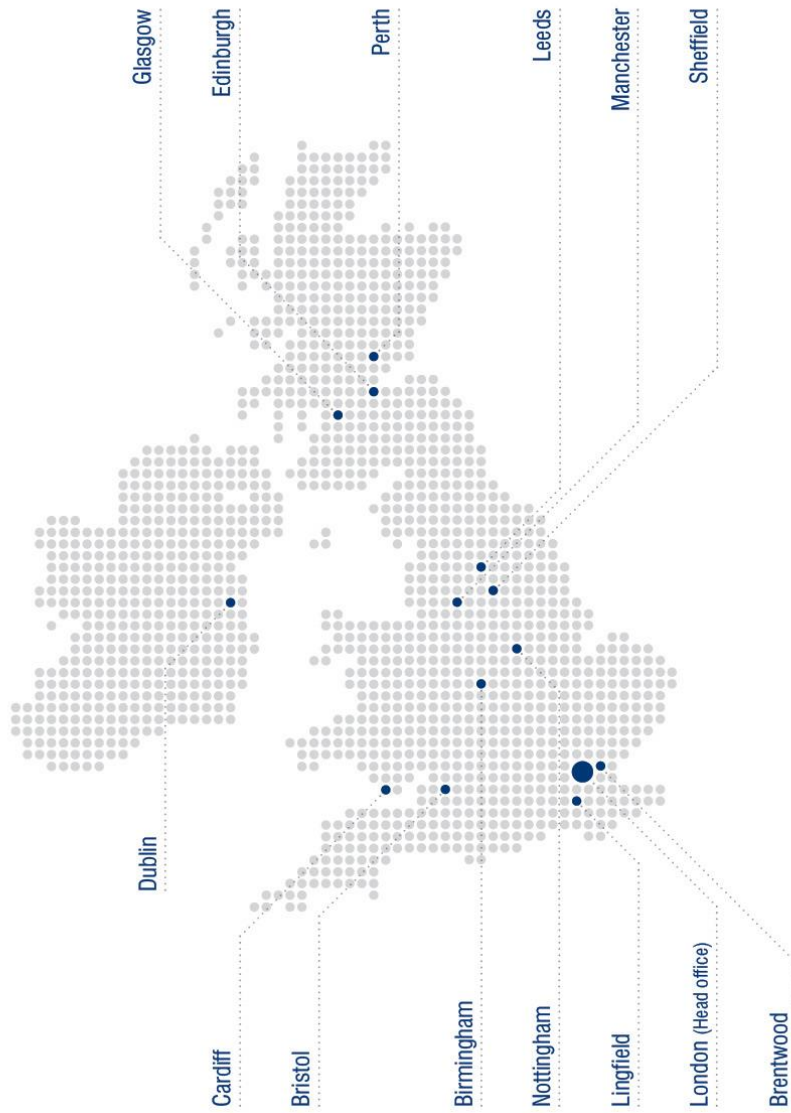 Glasgow
Edinburgh
Perth
Leeds
Manchester
Sheffield
Dublin
Cardiff
Bristol
Birmingham
Nottingham
Lingfield
London (Head office)
Brentwood